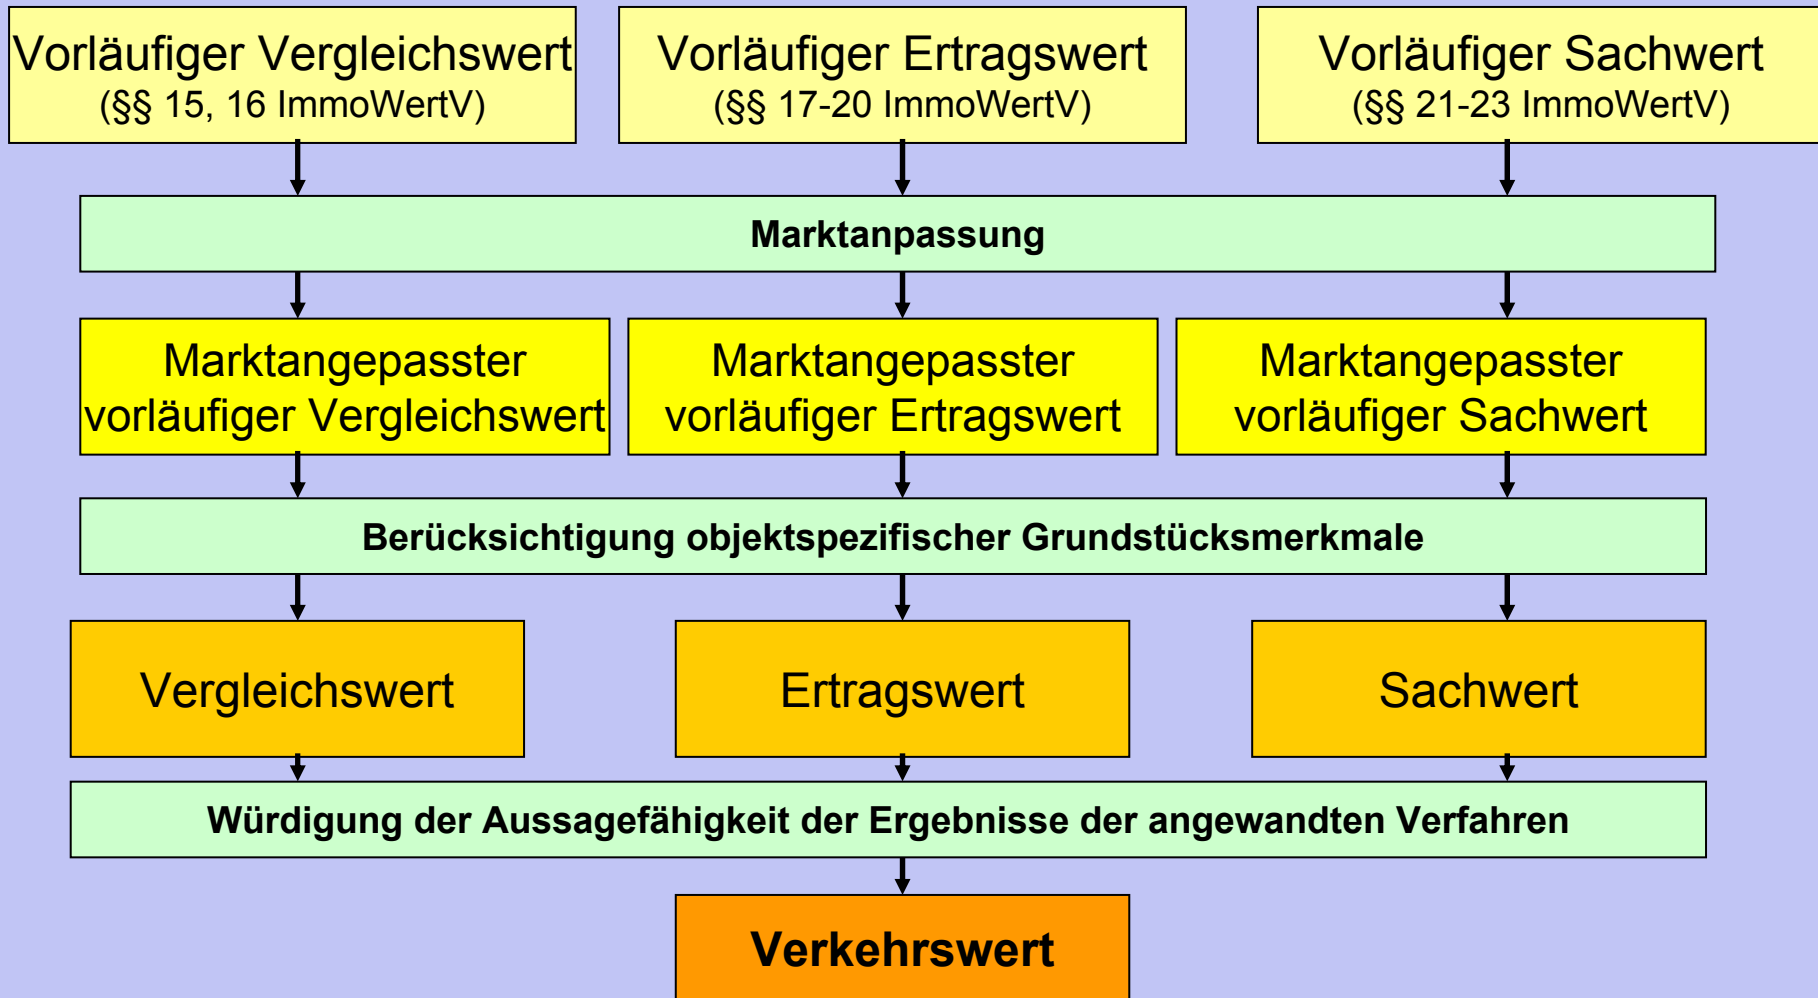 Vorläufiger Vergleichswert
(§§ 15, 16 ImmoWertV)
Vorläufiger Ertragswert
(§§ 17-20 ImmoWertV)
Vorläufiger Sachwert
(§§ 21-23 ImmoWertV)
Marktanpassung
Marktangepasster
vorläufiger Vergleichswert
Marktangepasster
vorläufiger Ertragswert
Marktangepasster
vorläufiger Sachwert
Berücksichtigung objektspezifischer Grundstücksmerkmale
Vergleichswert
Ertragswert
Sachwert
Würdigung der Aussagefähigkeit der Ergebnisse der angewandten Verfahren
Verkehrswert